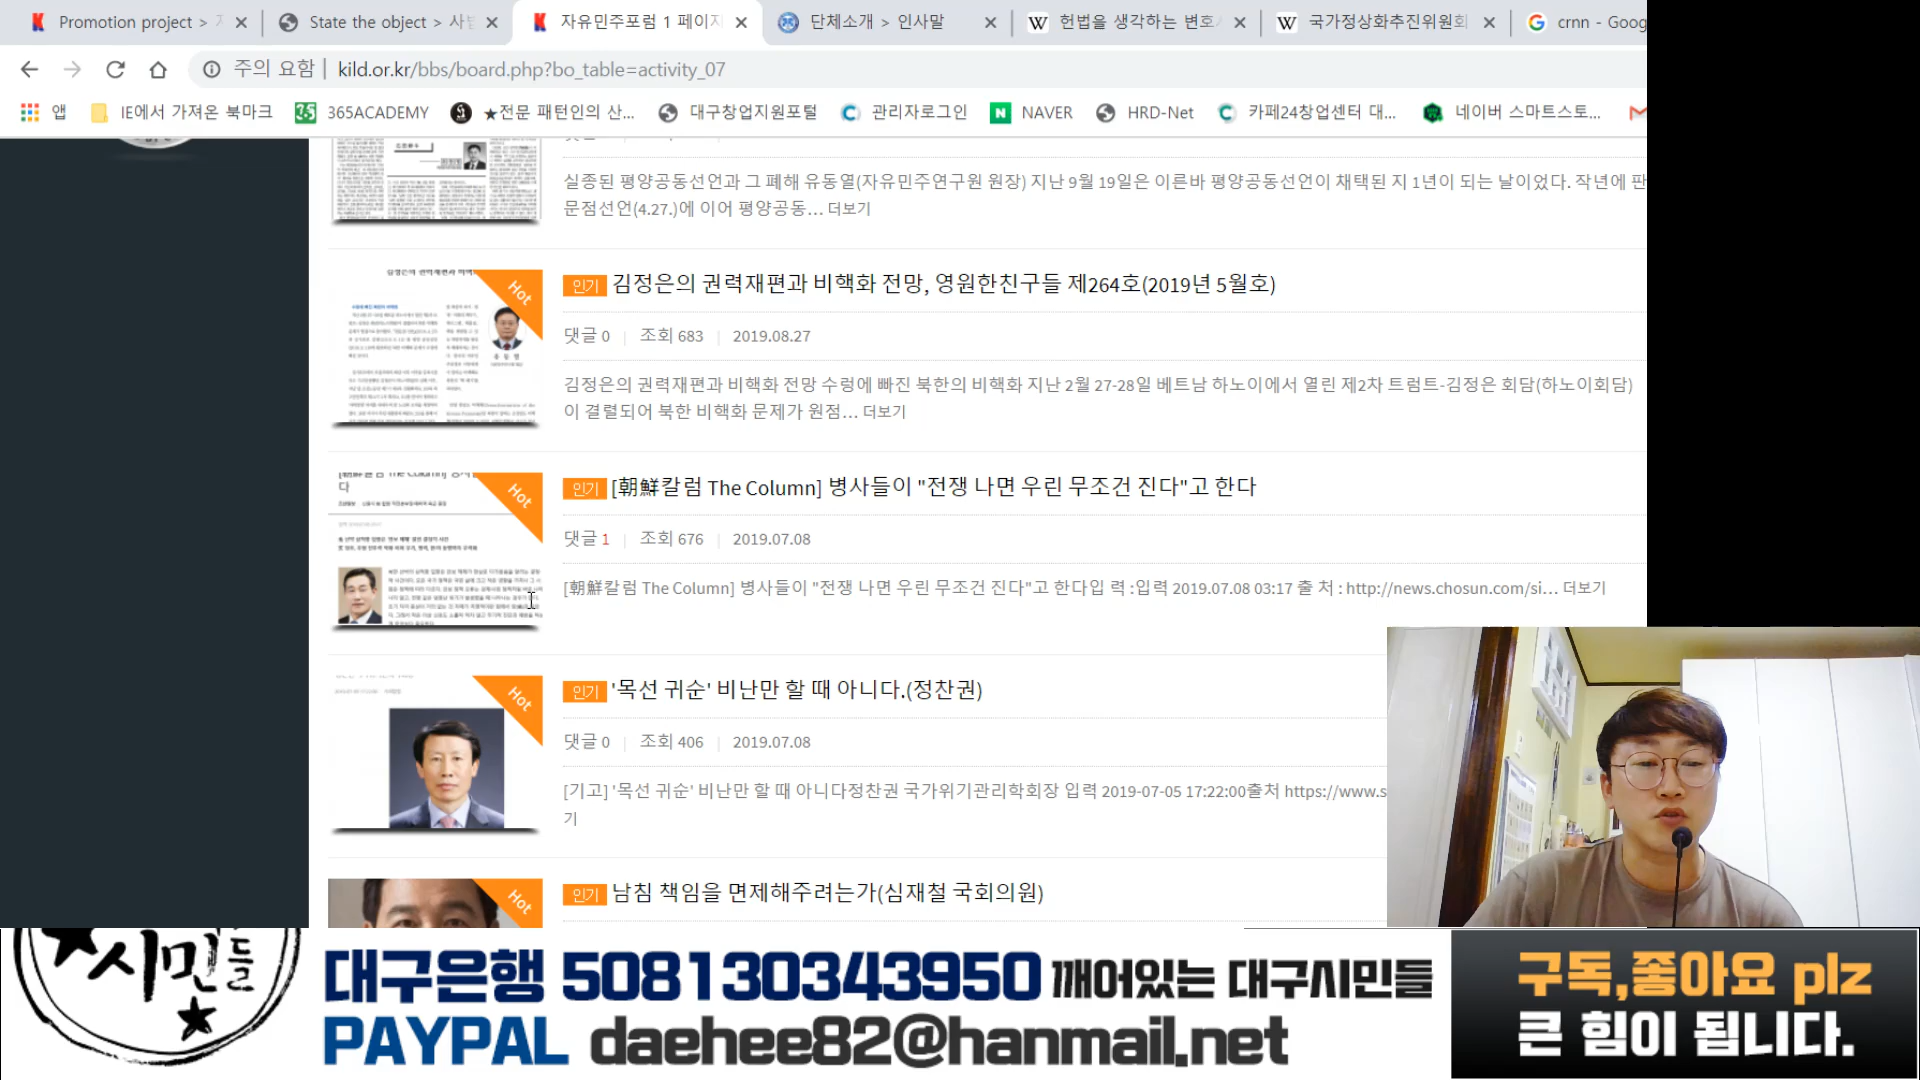 Promotion project >
State the object > 사
자유민주포럼 1 페이지
단체소개 > 인사말
헌법을 생각하는 변호
국가정상화추진위원회
crnn - Goog
주의 요함 | kild.or.kr/bbs/board.php?bo_table=activity_07
앱
IE에서 가져온 북마크
365ACADEMY
★전문 패턴인의 산...
대구창업지원포털
관리자로그인
NAVER
HRD-Net
카페24창업센터 대...
네이버 스마트스토...
실종된 평양공동선언과 그 폐해 유동열(자유민주연구원 원장) 지난 9월 19일은 이른바 평양공동선언이 채택된 지 1년이 되는 날이었다. 작년에 판
문점선언(4.27.)에 이어 평양공동… 더보기
Hot
인기 김정은의 권력재편과 비핵화 전망, 영원한친구들 제264호(2019년 5월호)
댓글 0 | 조회 683 | 2019.08.27
김정은의 권력재편과 비핵화 전망 수렁에 빠진 북한의 비핵화 지난 2월 27-28일 베트남 하노이에서 열린 제2차 트럼트-김정은 회담(하노이회담)
이 결렬되어 북한 비핵화 문제가 원점… 더보기
Hot
인기 [朝鮮칼럼 The Column] 병사들이 "전쟁 나면 우린 무조건 진다"고 한다
댓글 1 | 조회 676 | 2019.07.08
[朝鮮칼럼 The Column] 병사들이 "전쟁 나면 우린 무조건 진다"고 한다입 력 :입력 2019.07.08 03:17 출 처 : http://news.chosun.com/si… 더보기
Hot
인기 '목선 귀순' 비난만 할 때 아니다.(정찬권)
댓글 0 | 조회 406 | 2019.07.08
[기고] '목선 귀순' 비난만 할 때 아니다정찬권 국가위기관리학회장 입력 2019-07-05 17:22:00출처 https://www.s
기
Hot
인기 남침 책임을 면제해주려는가(심재철 국회의원)
시민들
대구은행 508130343950 깨어있는 대구시민들
PAYPAL daehee82@hanmail.net
구독,좋아요 plz
큰 힘이 됩니다.